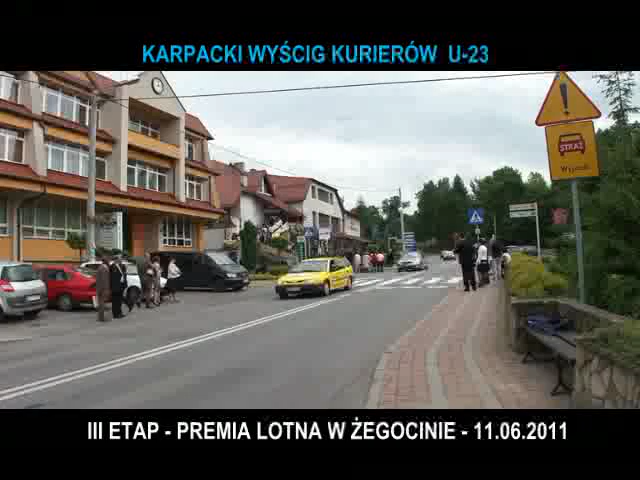 KARPACKI WYŚCIG KURIERÓW U-23
STRAŻ
Wyjazd
III ETAP - PREMIA LOTNA W ŻEGOCINIE - 11.06.2011